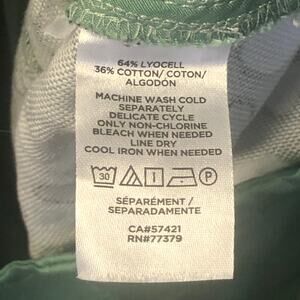 64% LYOCELL
36% COTTON/ COTON/
ALGODÓN
MACHINE WASH COLD
SEPARATELY
DELICATE CYCLE
ONLY NON-CHLORINE
BLEACH WHEN NEEDED
LINE DRY
COOL IRON WHEN NEEDED
30 P
SÉPARÉMENT /
SEPARADAMENTE
CA#57421
RN#77379